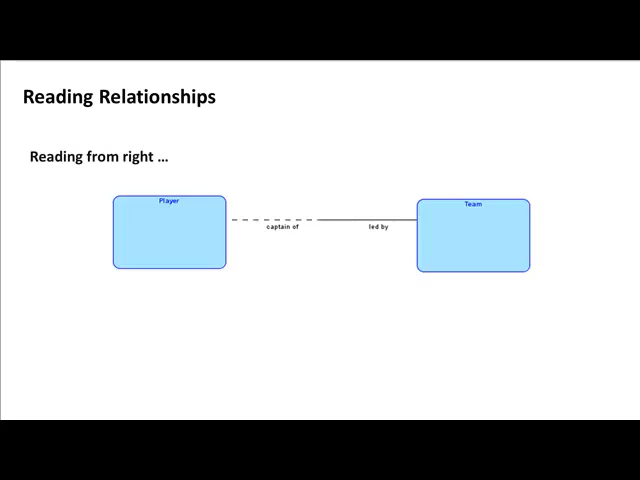 Reading Relationships
Reading from right ...
Player
Team
captain of
led by